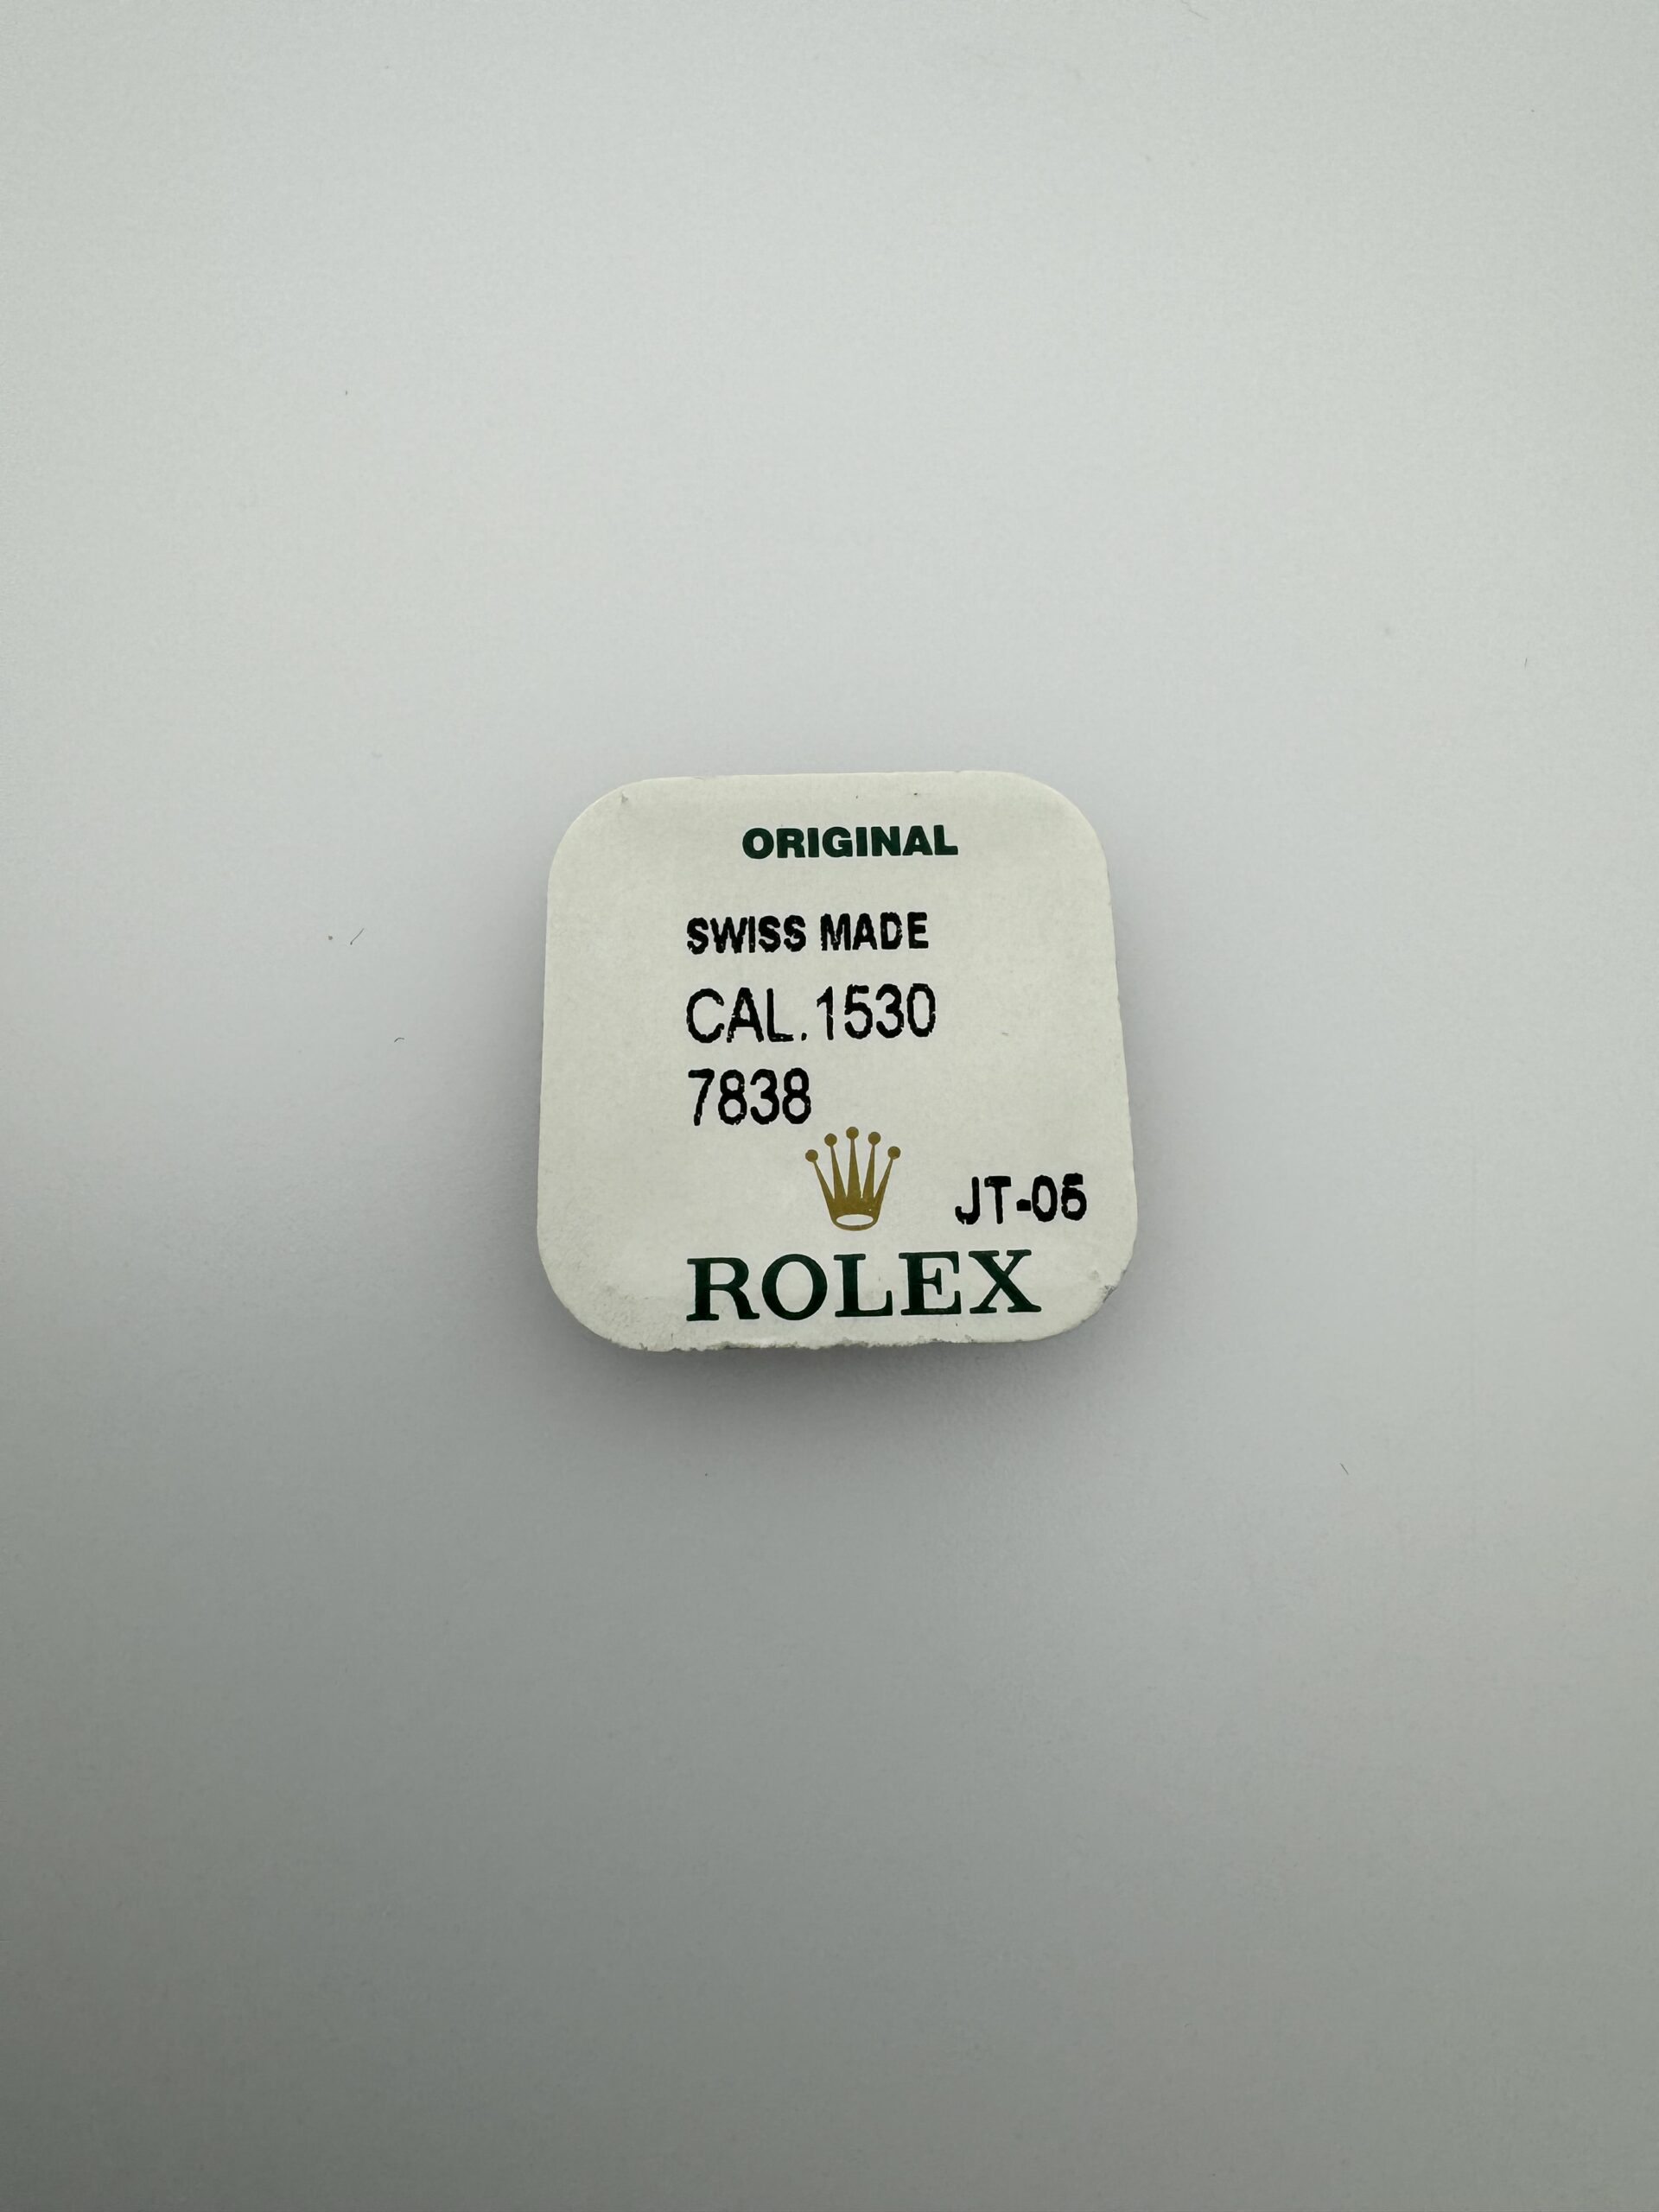 ORIGINAL
SWISS MADE
CAL.1530
7838
JT-05
ROLEX